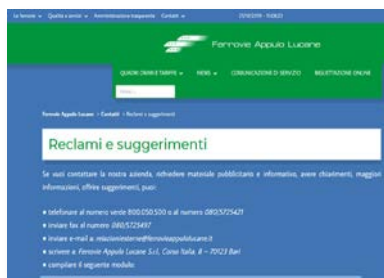 Le ferrovie Qualità e servizi Amministrazione trasparente Contatti
Ferrovie Appulo Lucane
QUADRI ORARI E TARIFFE NEWS COMUNICAZIONE DI SERVIZIO BIGLIETTAZIONE ONLINE
Ferrovie Appulo Lucane > Contatti > Reclami e suggerimenti
Reclami e suggerimenti
Se vuoi contattare la nostra azienda, richiedere materiale pubblicitario e informativo, avere chiarimenti, maggiori
informazioni, offrire suggerimenti, puoi:
• telefonare al numero verde 800.050.500 o al numero 080/5725421
• inviare fax al numero 080/5723497
• inviare e-mail a: relazioniesterne@ferrovieappulolucane.it
• scrivere a: Ferrovie Appulo Lucane S.r.l., Corso Italia, 8 – 70123 Bari
• compilare il seguente modulo: